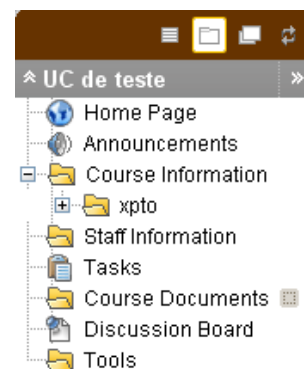 UC de teste
Home Page
Announcements
Course Information
xpto
Staff Information
Tasks
Course Documents
Discussion Board
Tools